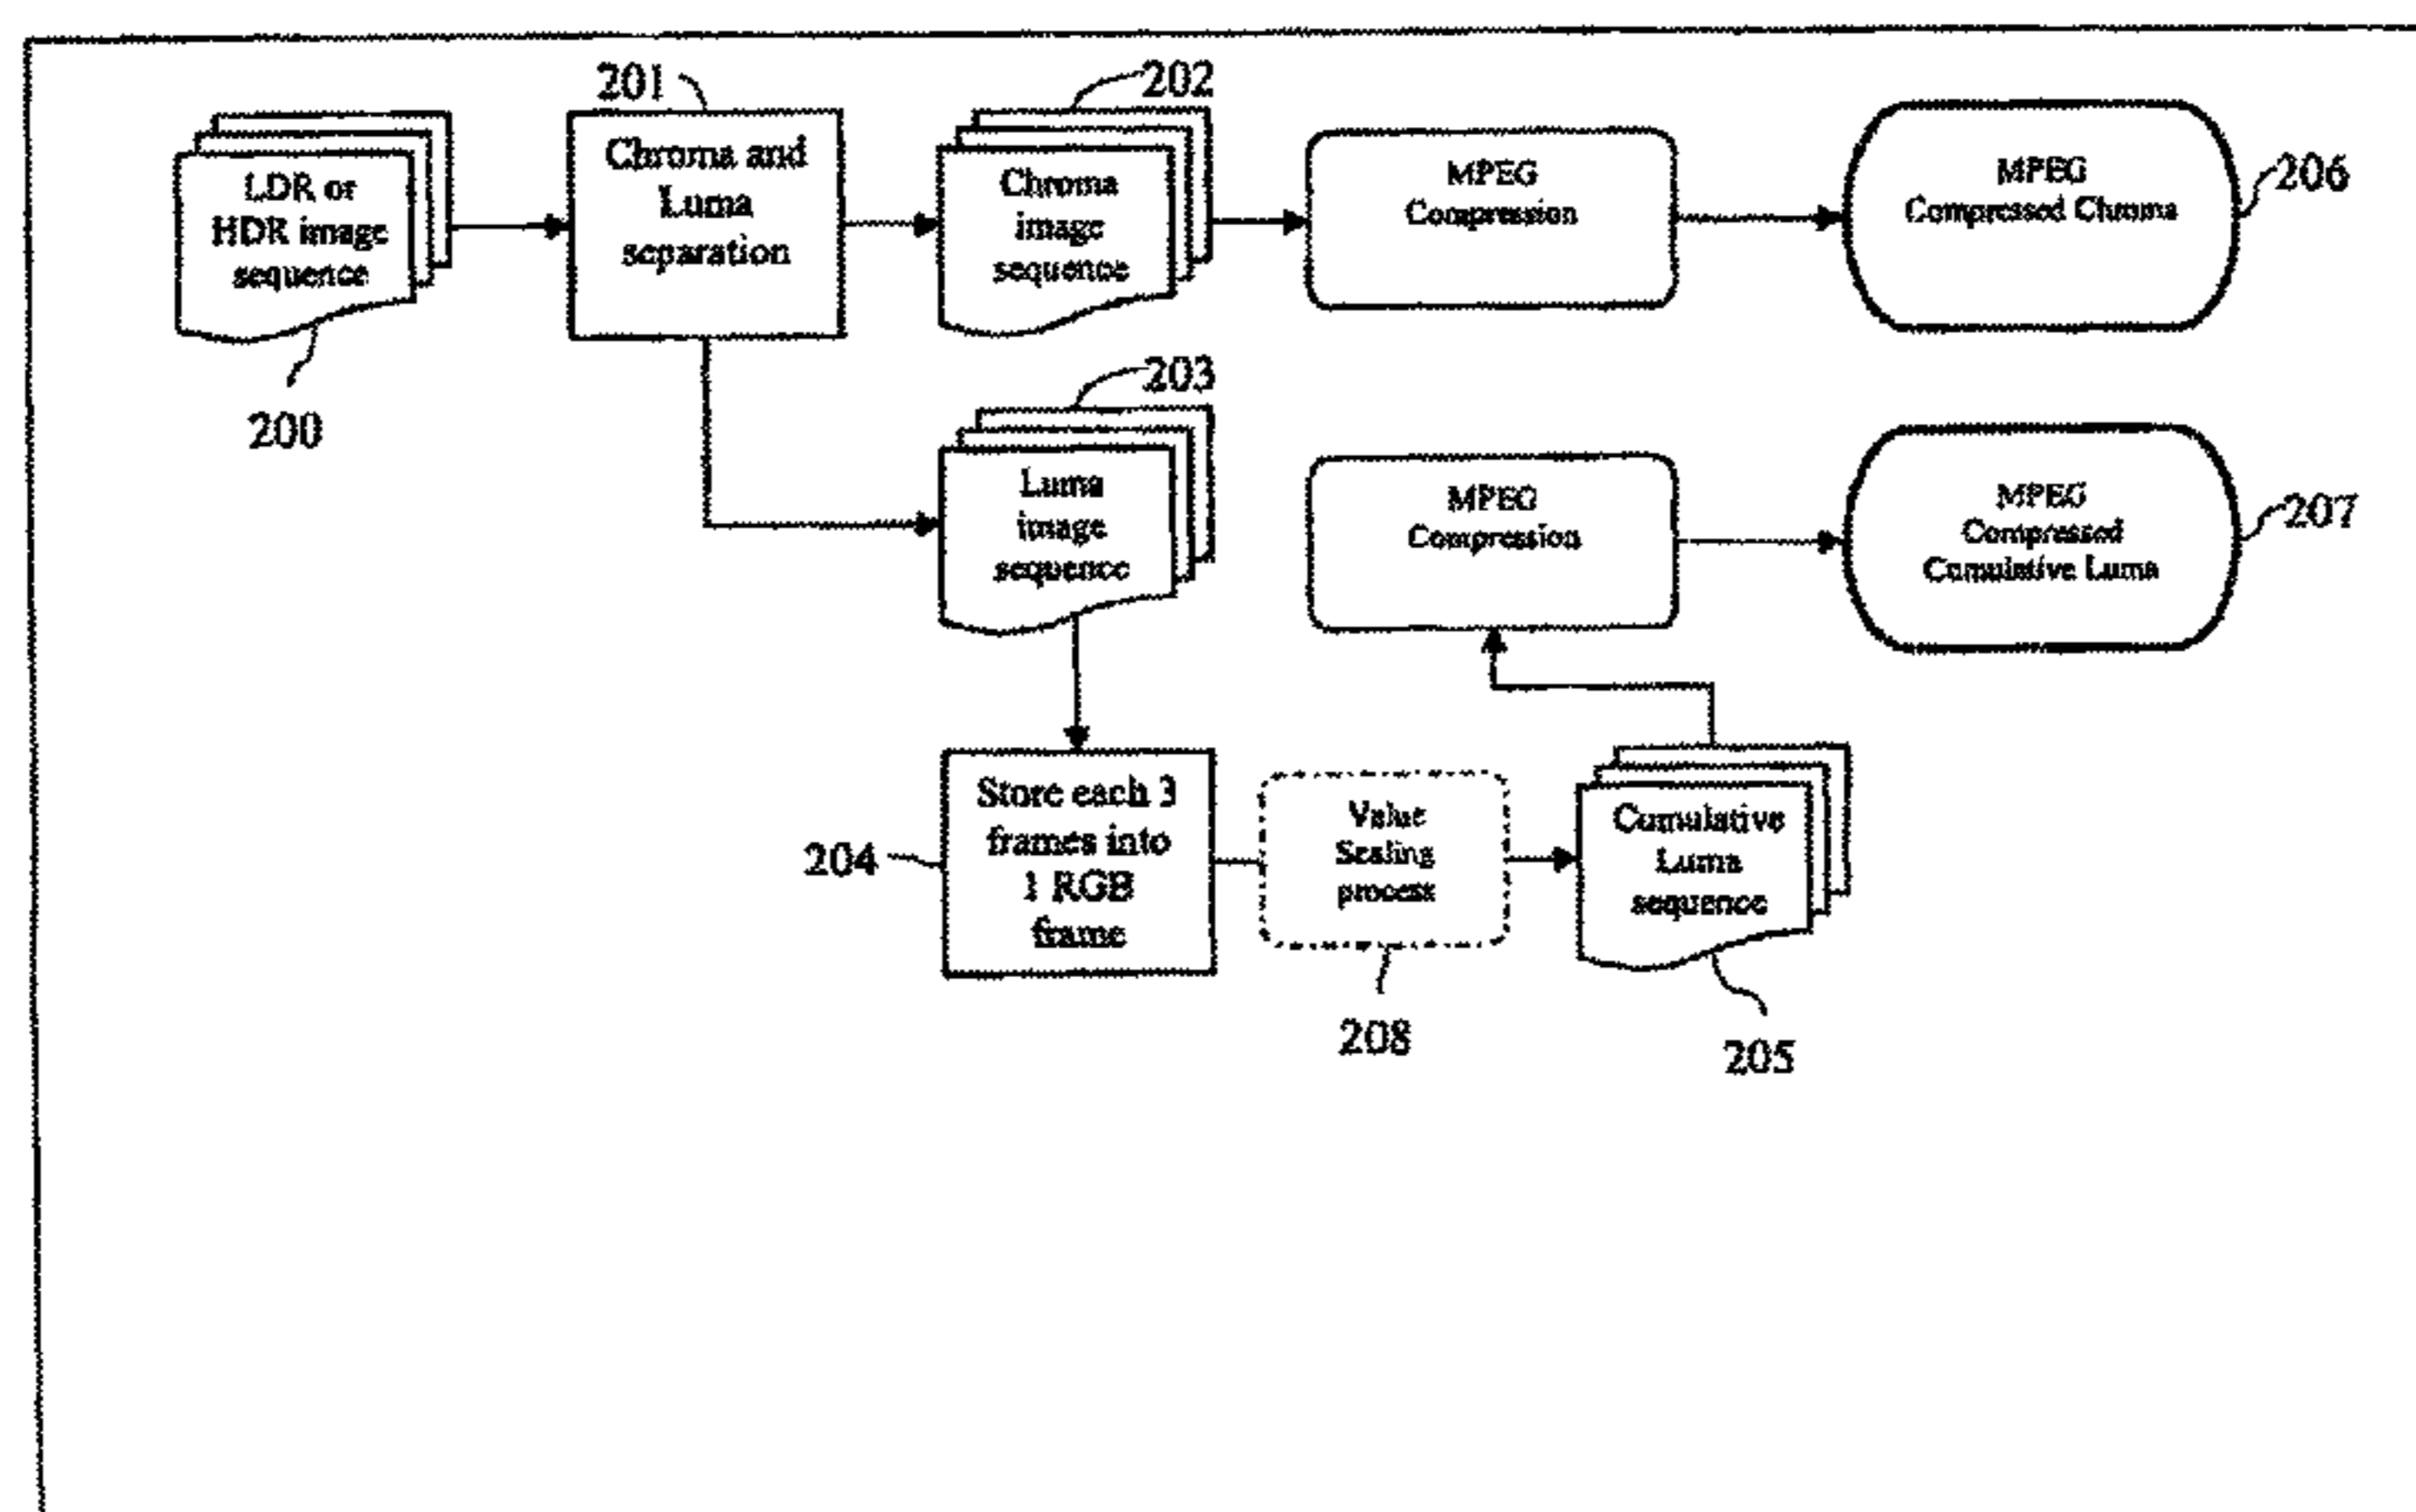 201
202
LDR or
HDR image
sequence
200
Chroma and
Luma
separation
Chroma
image
sequence
MPEG
Compression
MPEG
Compressed Chroma
206
203
Luma
image
sequence
MPEG
Compression
MPEG
Compressed
Cumulative Luma
207
204
Store each 3
frames into
1 RGB
frame
Value
Scaling
process
208
Cumulative
Luma
sequence
205